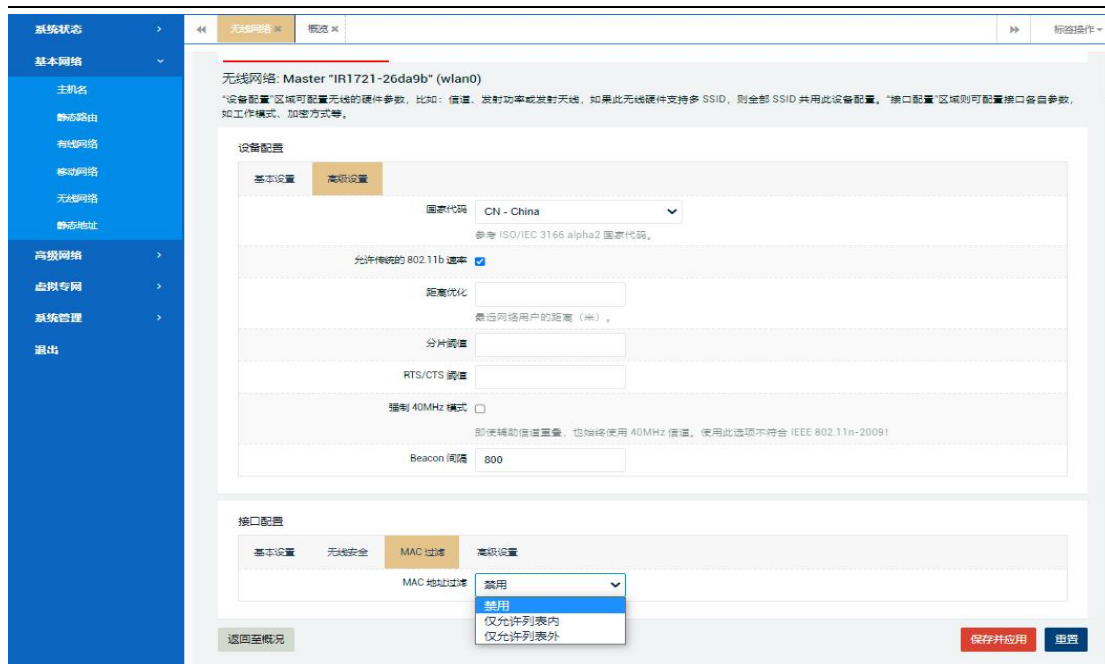 系统状态
无线网络
概览
标签操作
基本网络
主机名
静态路由
有线网络
移动网络
无线网络
静态地址
高级网络
虚拟专网
系统管理
退出
无线网络: Master "IR1721-26da9b" (wlan0)
"设备配置"区域可配置无线的硬件参数，比如：信道、发射功率或发射天线，如果此无线硬件支持多 SSID，则全部 SSID 共用此设备配置。"接口配置"区域则可配置接口各自参数，
如工作模式、加密方式等。
设备配置
基本设置 高级设置
国家代码 CN - China
参考 ISO/IEC 3166 alpha2 国家代码。
允许传统的 802.11b 速率
距离优化
最远网络用户的距离（米）。
分片阈值
RTS/CTS 阈值
强制 40MHz 模式
即使辅助信道重叠，也始终使用 40MHz 信道。使用此选项不符合 IEEE 802.11n-2009!
Beacon 间隔 800
接口配置
基本设置 无线安全 MAC 过滤 高级设置
MAC 地址过滤 禁用
禁用
仅允许列表内
仅允许列表外
返回至概况
保存并应用
重置